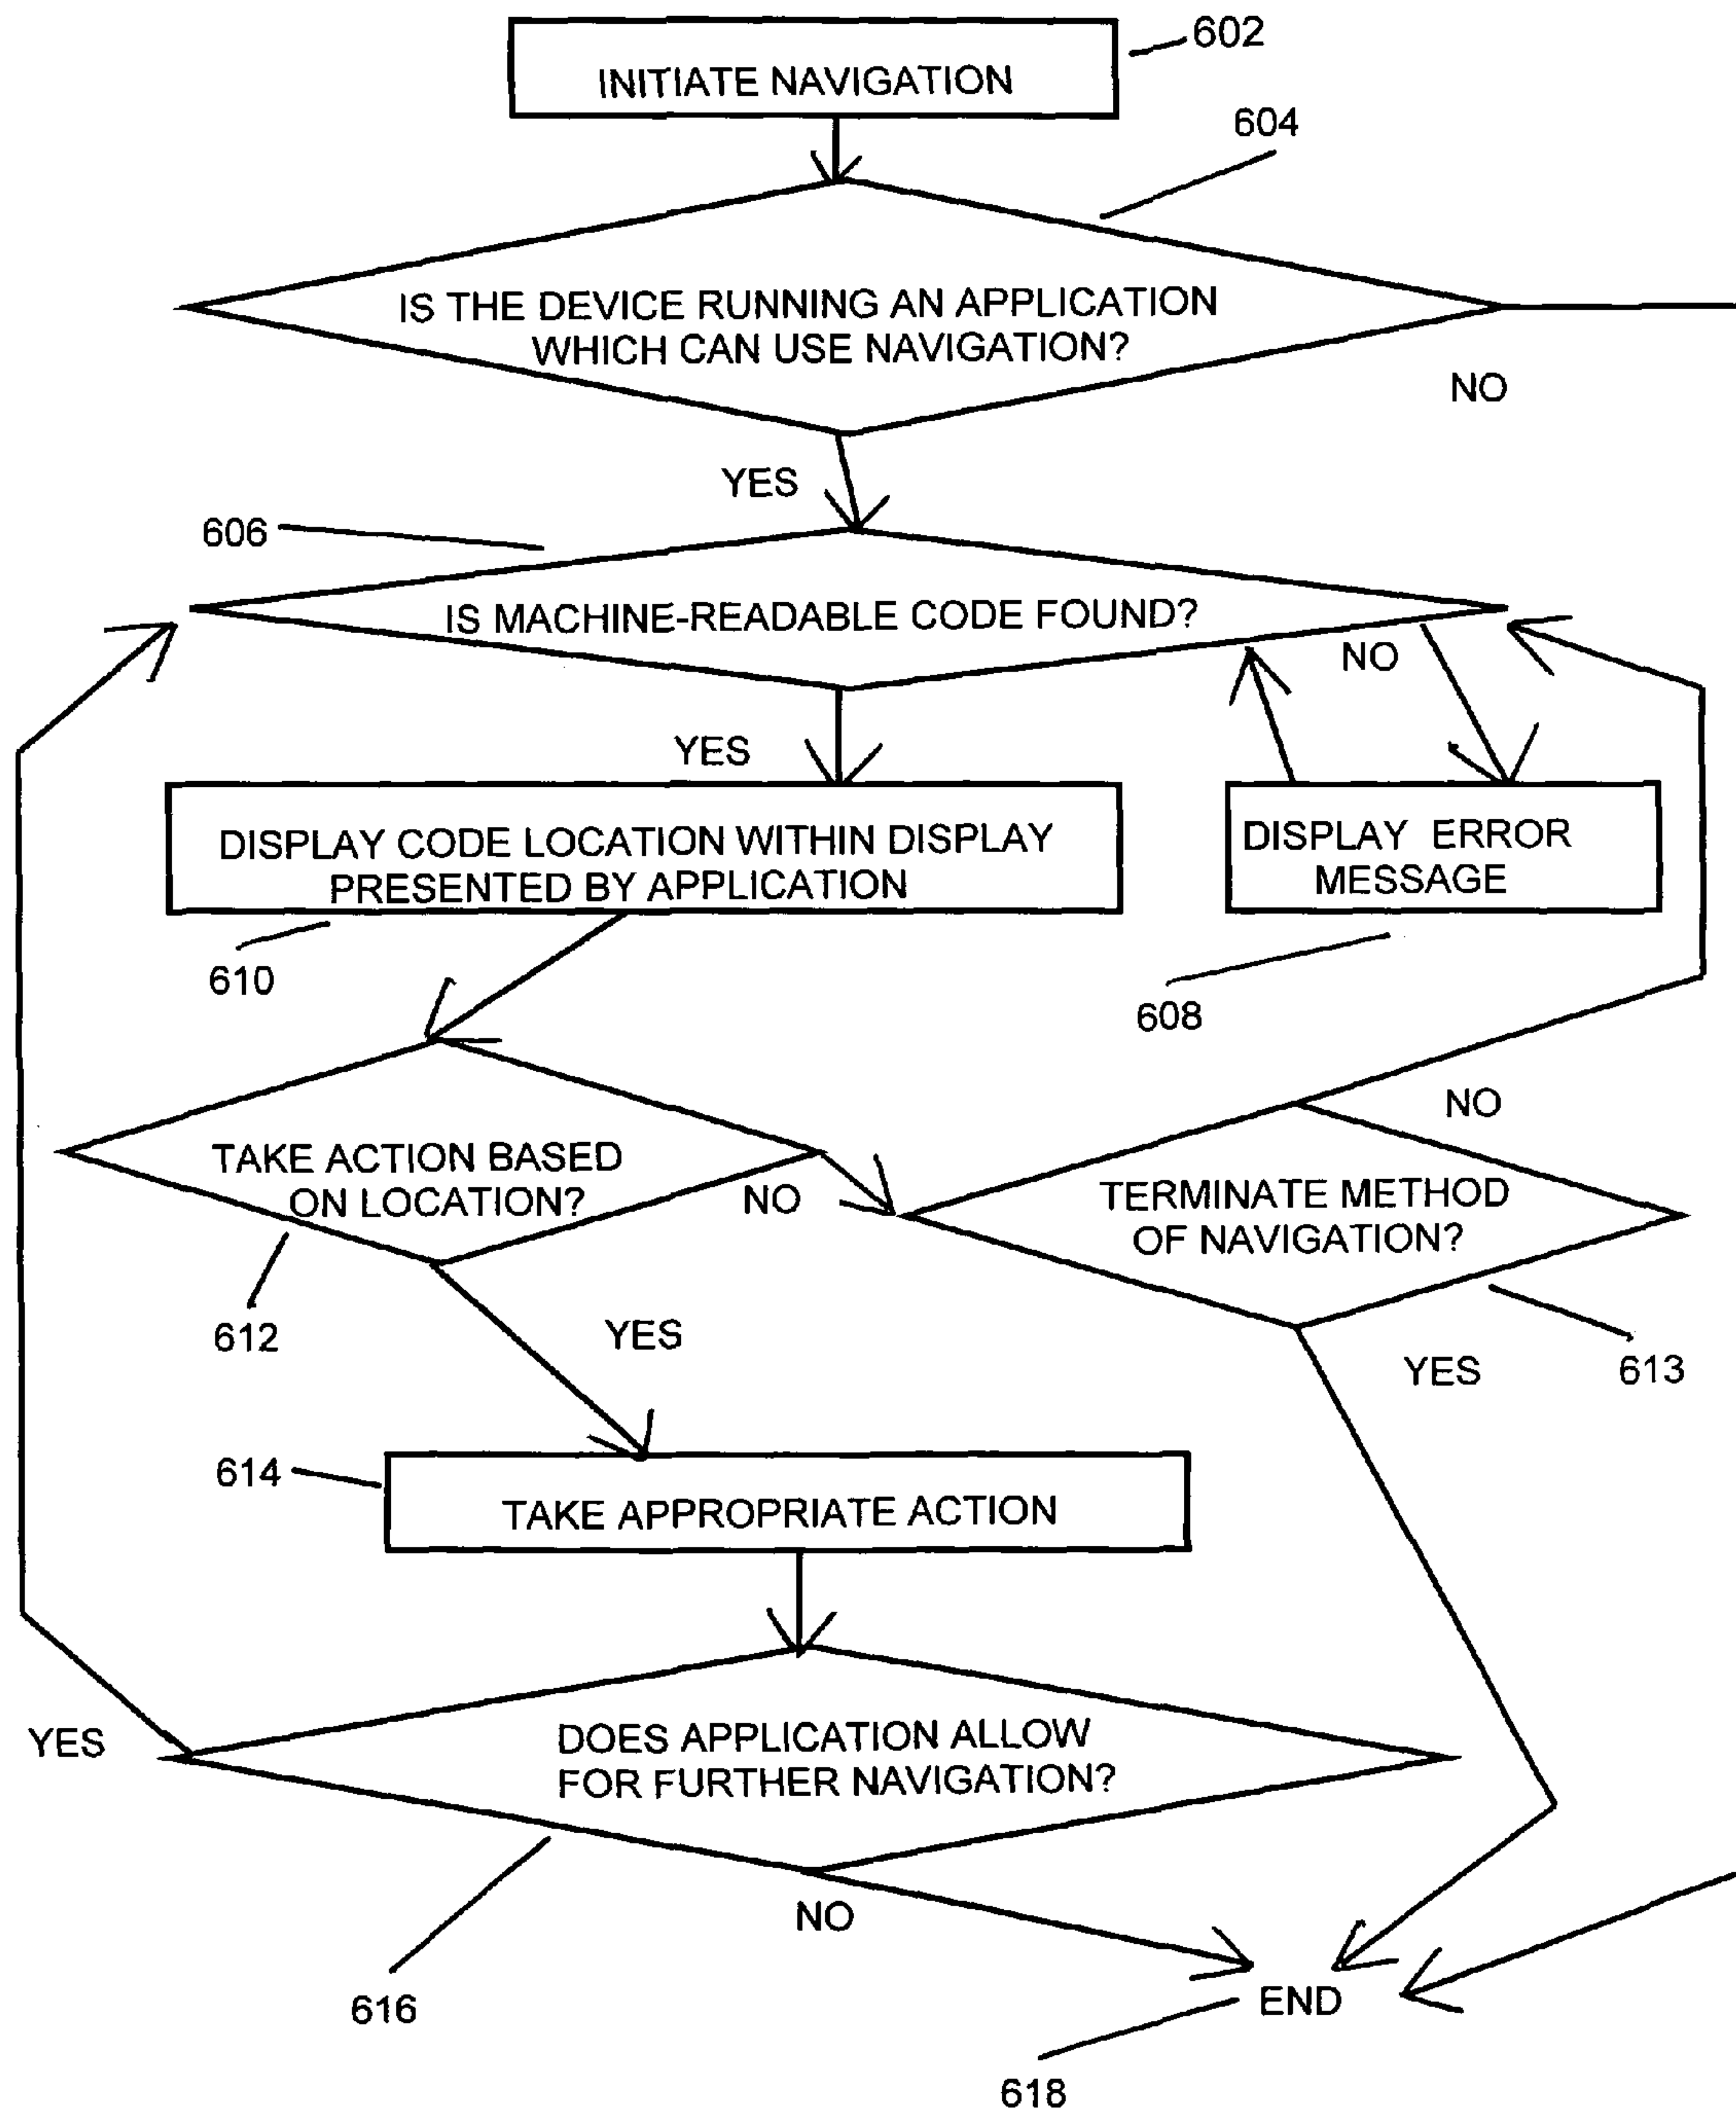 602
INITIATE NAVIGATION
604
IS THE DEVICE RUNNING AN APPLICATION
WHICH CAN USE NAVIGATION?
NO
YES
606
IS MACHINE-READABLE CODE FOUND?
NO
YES
DISPLAY CODE LOCATION WITHIN DISPLAY
PRESENTED BY APPLICATION
DISPLAY ERROR
MESSAGE
610
608
NO
TAKE ACTION BASED
ON LOCATION?
NO
TERMINATE METHOD
OF NAVIGATION?
612
YES
YES
613
614
TAKE APPROPRIATE ACTION
YES
DOES APPLICATION ALLOW
FOR FURTHER NAVIGATION?
NO
616
END
618